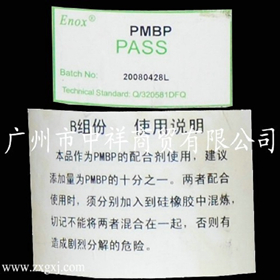 Enox®
PMBP
PASS
Batch No:
20080428L
Technical Standard: Q/320581DFQ
B组份 使用说明
广州市中祥商贸有限公司
本品作为PMBP的配合剂使用，建议
添加量为PMBP的十分之一。两者配合
使用时，须分别加入到硅橡胶中混炼，
切记不能将两者混合在一起，否则有
造成剧烈分解的危险。
www.zxgxj.com